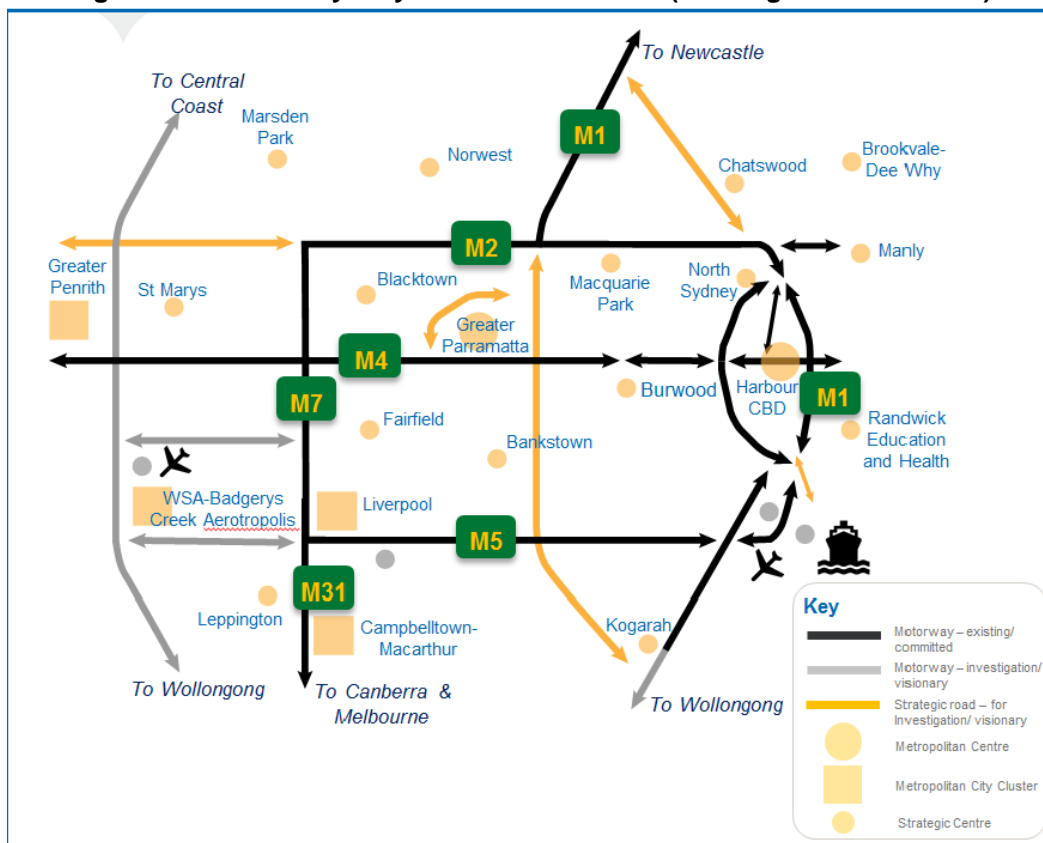 To Newcastle
To Central
Coast
Marsden
Park
M1
Norwest
Chatswood
Brookvale-
Dee Why
M2
Manly
Greater
Penrith
St Marys
Blacktown
Macquarie
Park
North
Sydney
Greater
Parramatta
M4
M7
Burwood
Harbour
CBD
M1
Fairfield
Bankstown
Randwick
Education
and Health
WSA-Badgerys
Creek Aerotropolis
Liverpool
M5
M31
Leppington
Campbelltown-
Macarthur
Kogarah
To Wollongong
To Canberra &
Melbourne
To Wollongong
Key
Motorway – existing/
committed
Motorway – investigation/
visionary
Strategic road – for
Investigation/ visionary
Metropolitan Centre
Metropolitan City Cluster
Strategic Centre